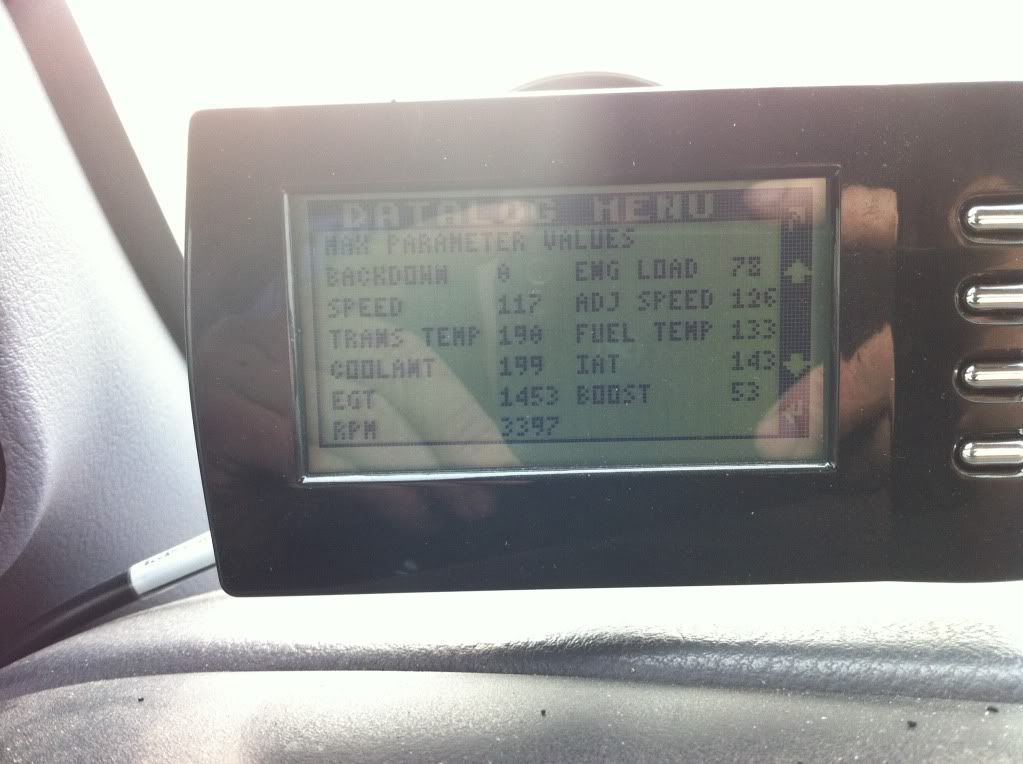 DATALOG MENU
MAX PARAMETER VALUES
BACKDOWN 0 ENG LOAD 78
SPEED 117 ADJ SPEED 126
TRANS TEMP 190 FUEL TEMP 133
COOLANT 199 IAT 143
EGT 1453 BOOST 53
RPM 3397